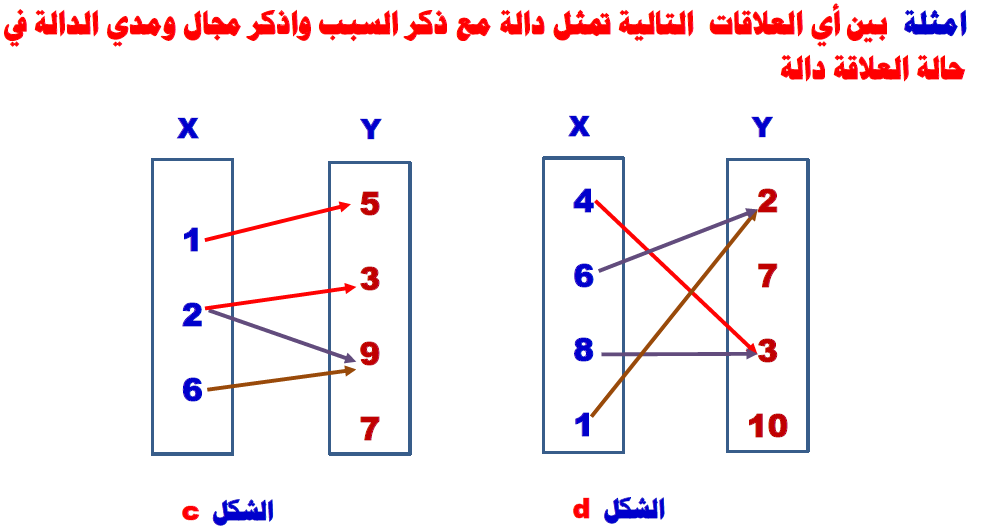 امثلة بين أي العلاقات التالية تمثل دالة مع ذكر السبب واذكر مجال ومدي الدالة في
حالة العلاقة دالة
X Y
5
1
3
2
9
6
7
الشكل c
X Y
4 2
6 7
8 3
1 10
الشكل d